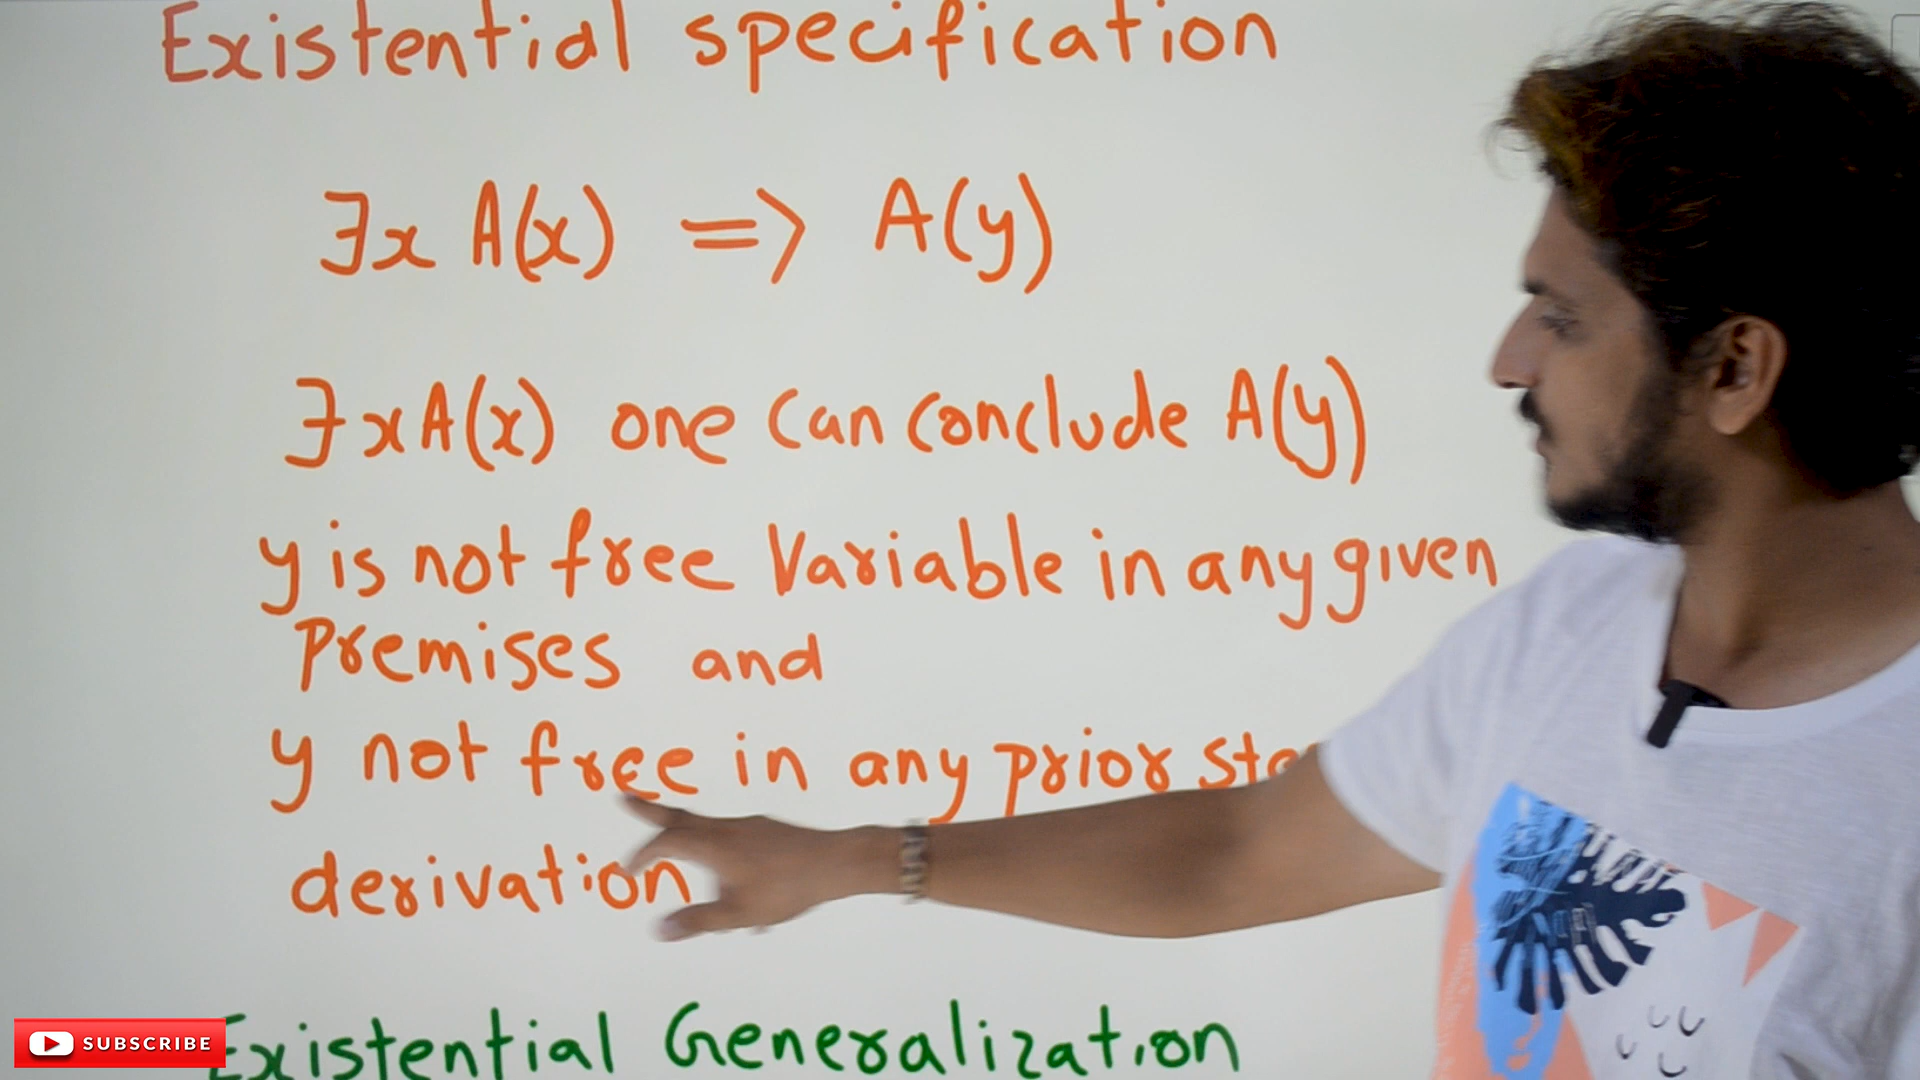 Existential specification
∃x A(x) => A(y)
∃x A(x) one can conclude A(y)
y is not free Variable in any given
premises and
y not free in any prior
derivation
Existential Generalization
SUBSCRIBE